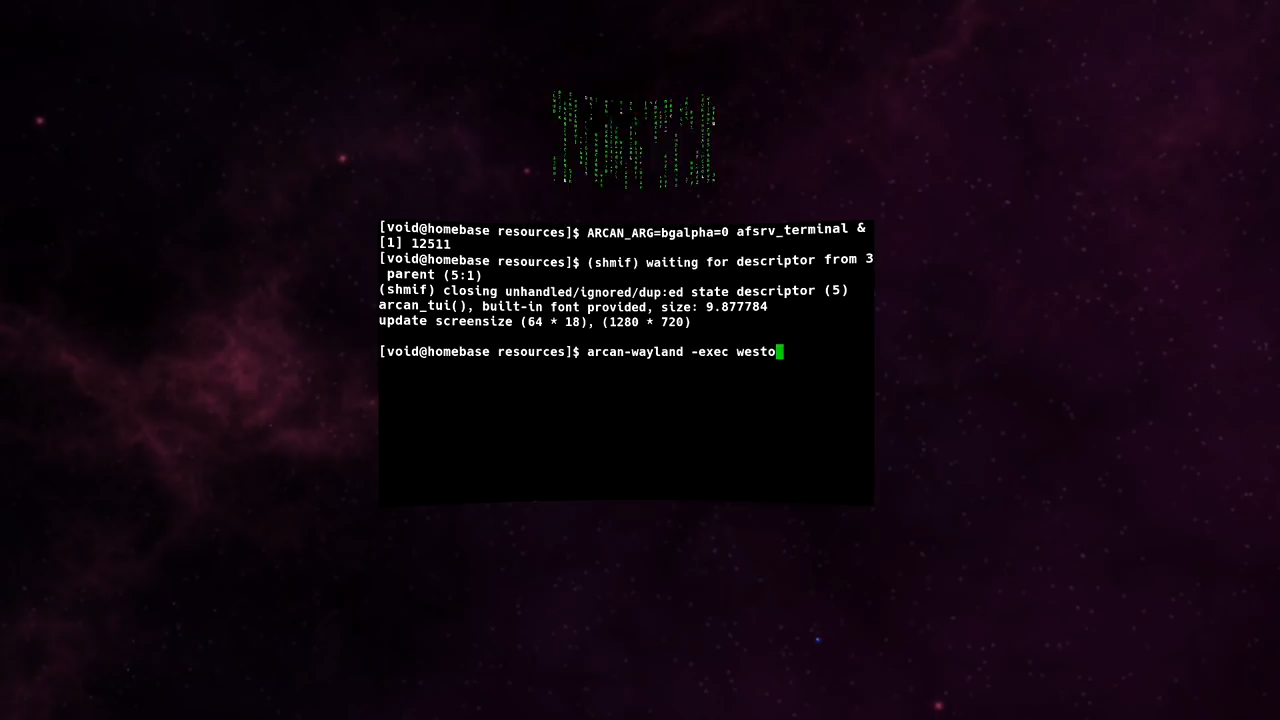 [void@homebase resources]$ ARCAN_ARG=bgalpha=0 afsrv_terminal &
[1] 12511
[void@homebase resources]$ (shmif) waiting for descriptor from 3
 parent (5:1)
(shmif) closing unhandled/ignored/dup:ed state descriptor (5)
arcan_tui(), built-in font provided, size: 9.877784
update screensize (64 * 18), (1280 * 720)
[void@homebase resources]$ arcan-wayland -exec westo